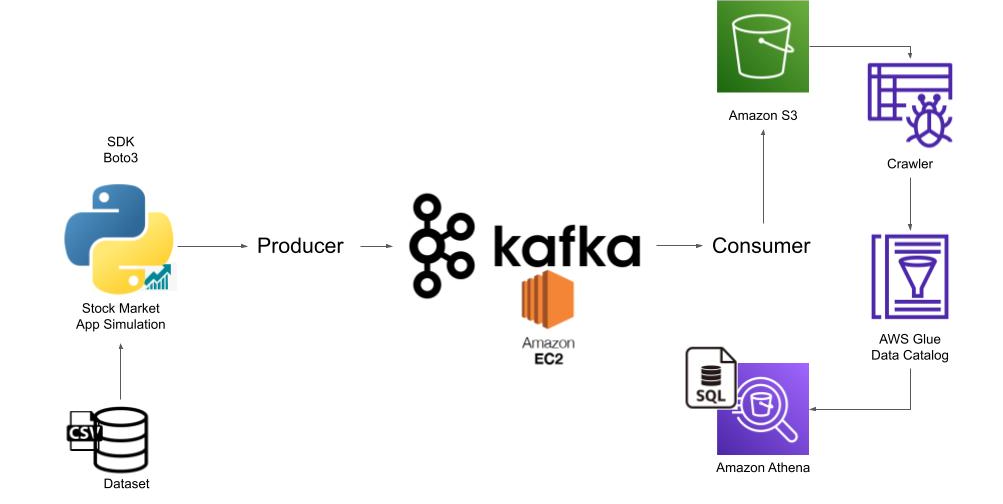 SDK
Boto3
Stock Market
App Simulation
CSV
Dataset
Producer
kafka
Amazon
EC2
Consumer
Amazon S3
Crawler
AWS Glue
Data Catalog
SQL
Amazon Athena